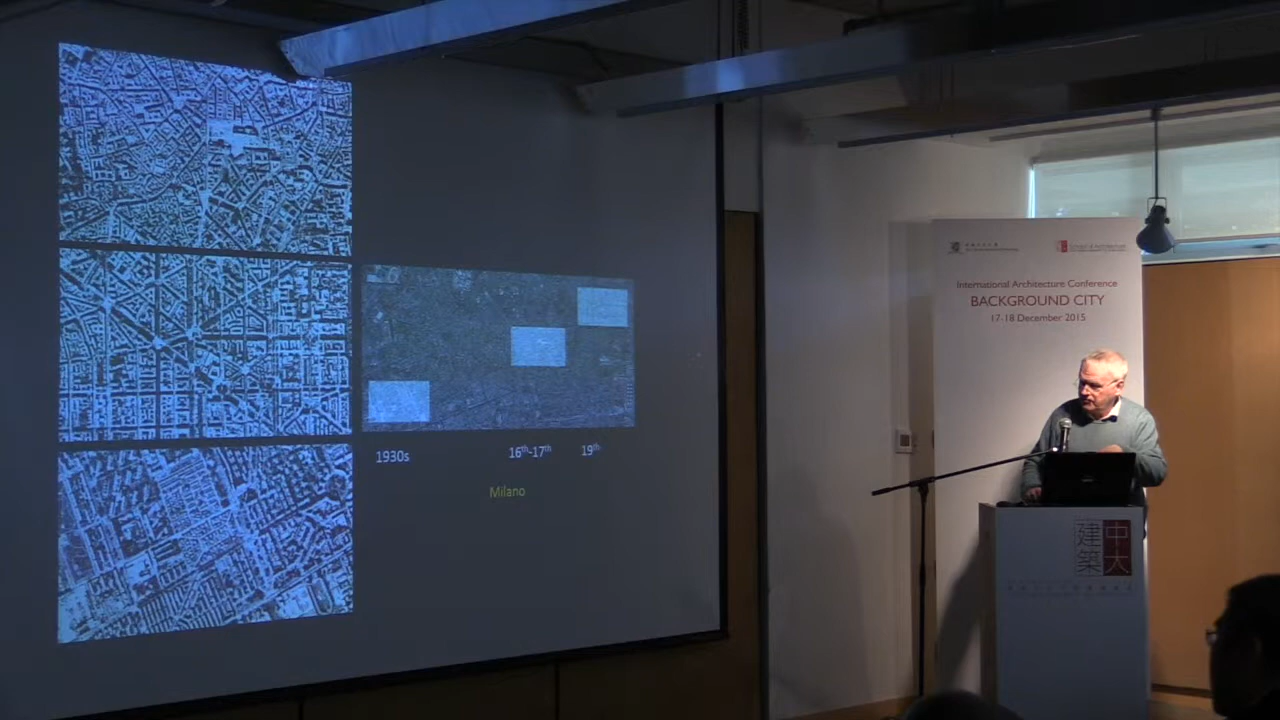 1930s
16th-17th
19th
Milano
International Architecture Conference
BACKGROUND CITY
17-18 December 2015
建築
中大